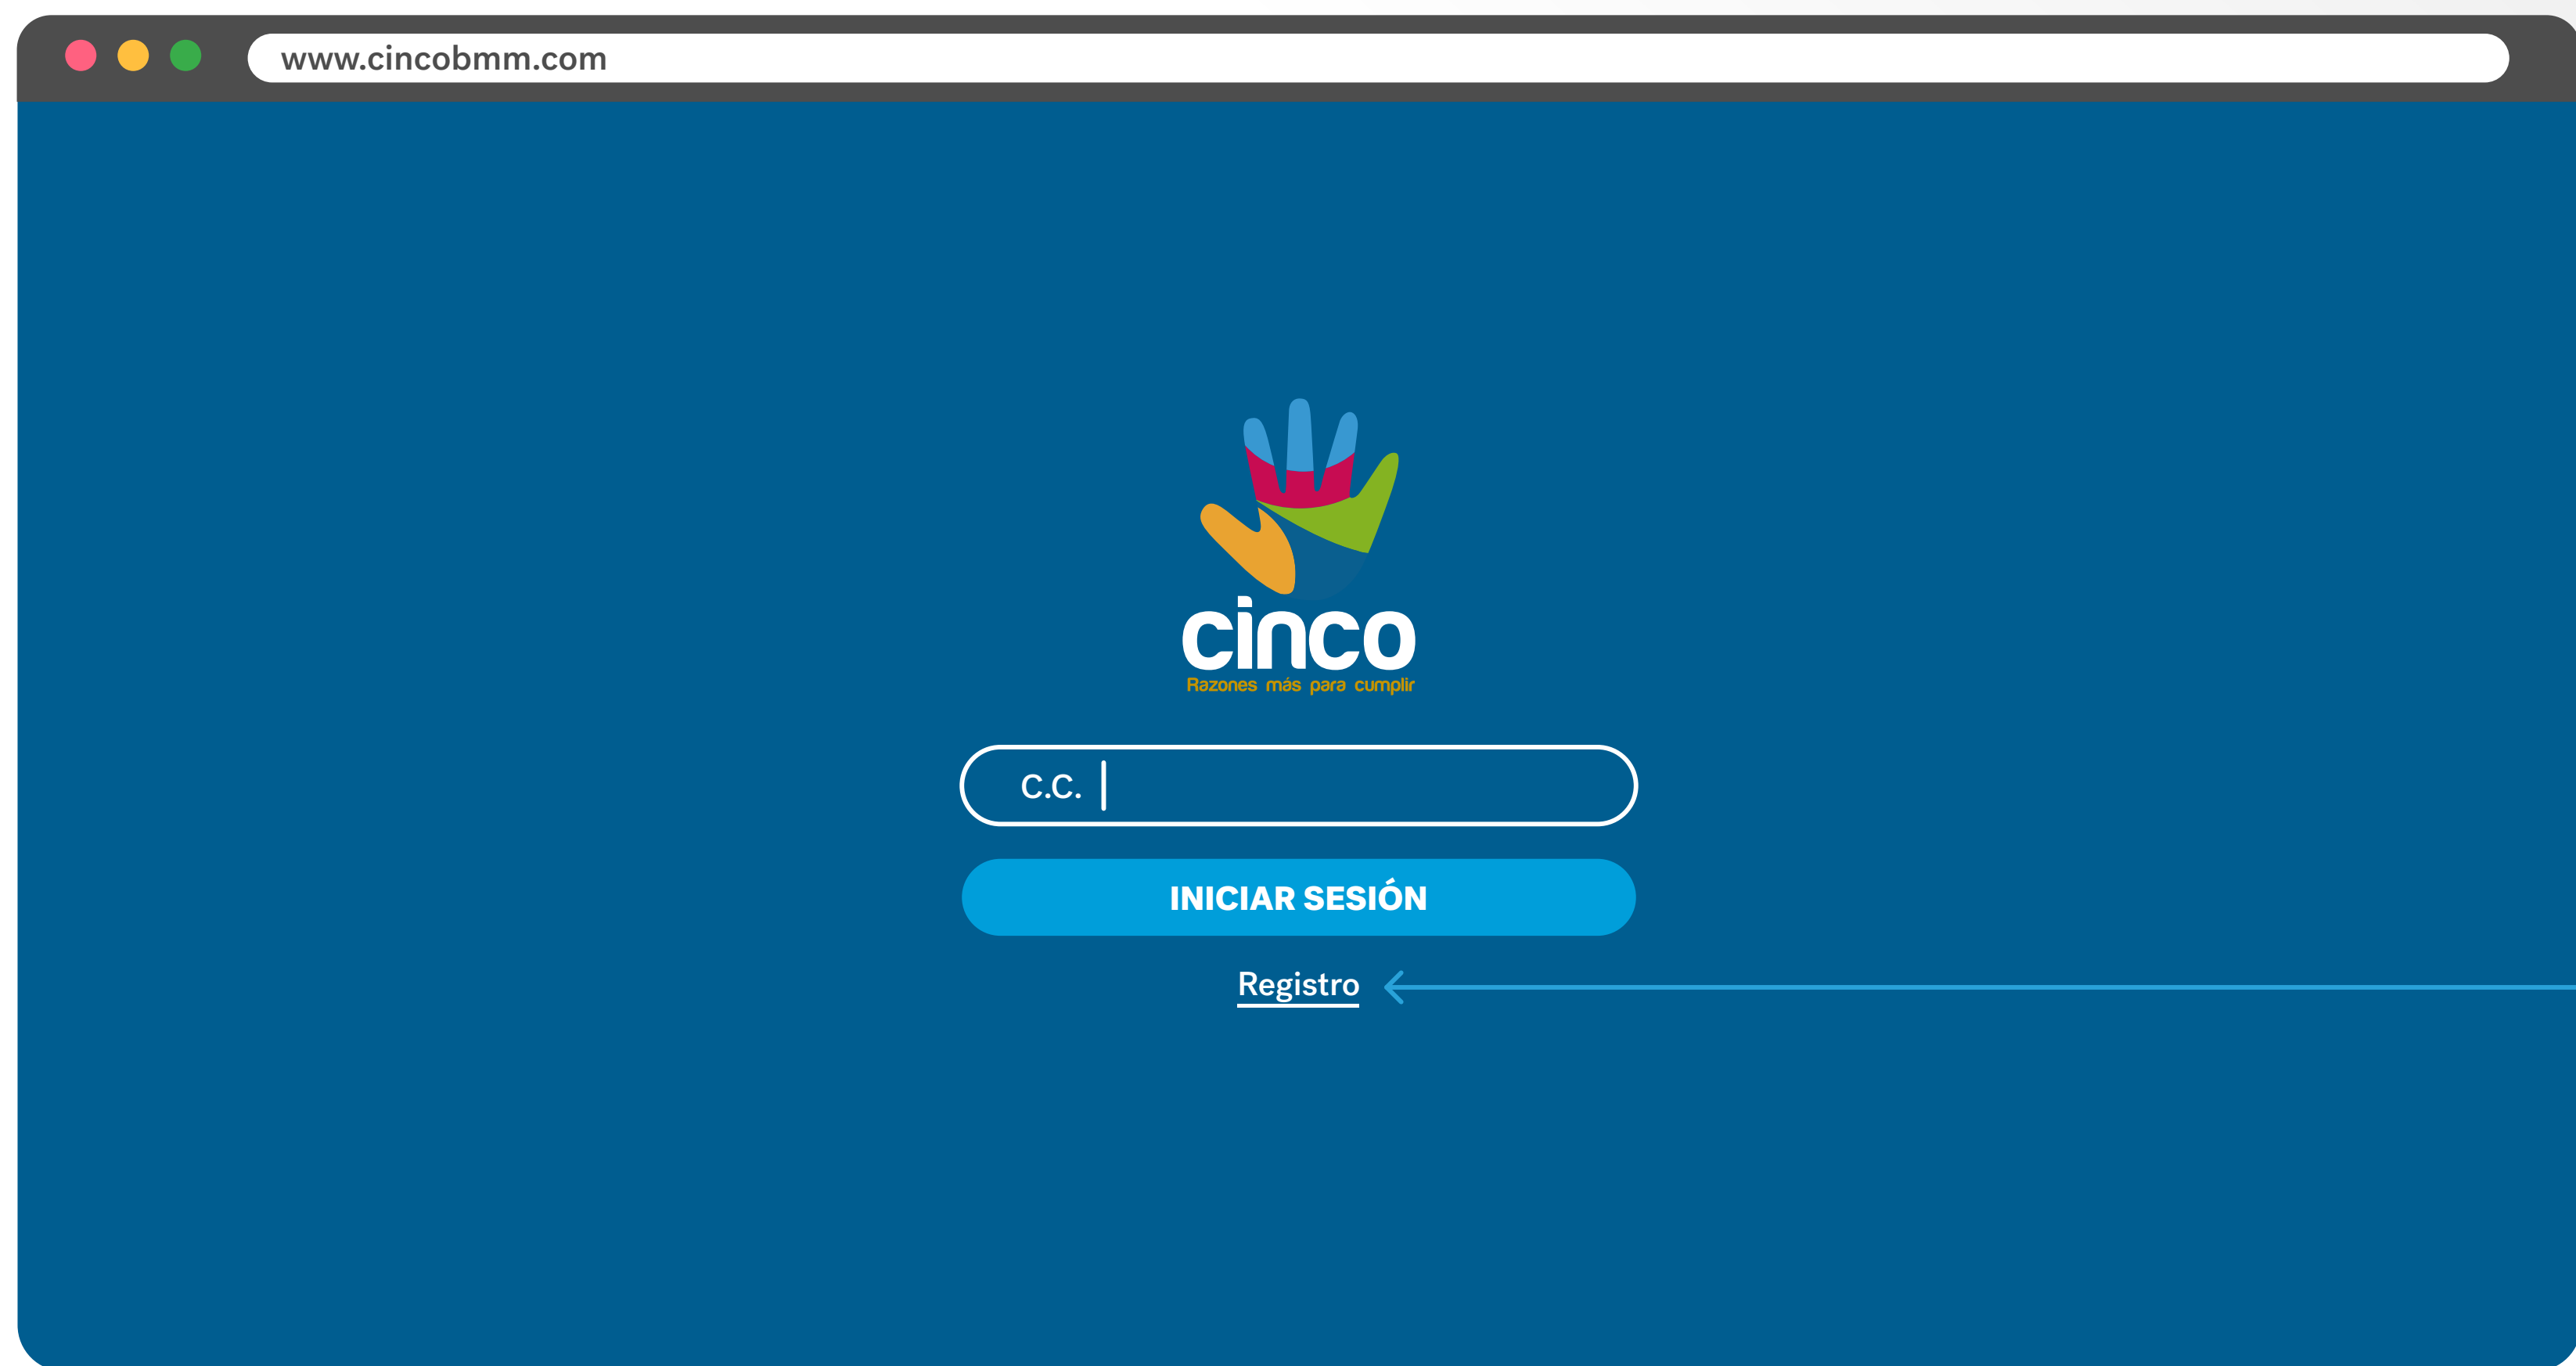 www.cincobmm.com
cinco
Razones más para cumplir
c.c.
INICIAR SESIÓN
Registro